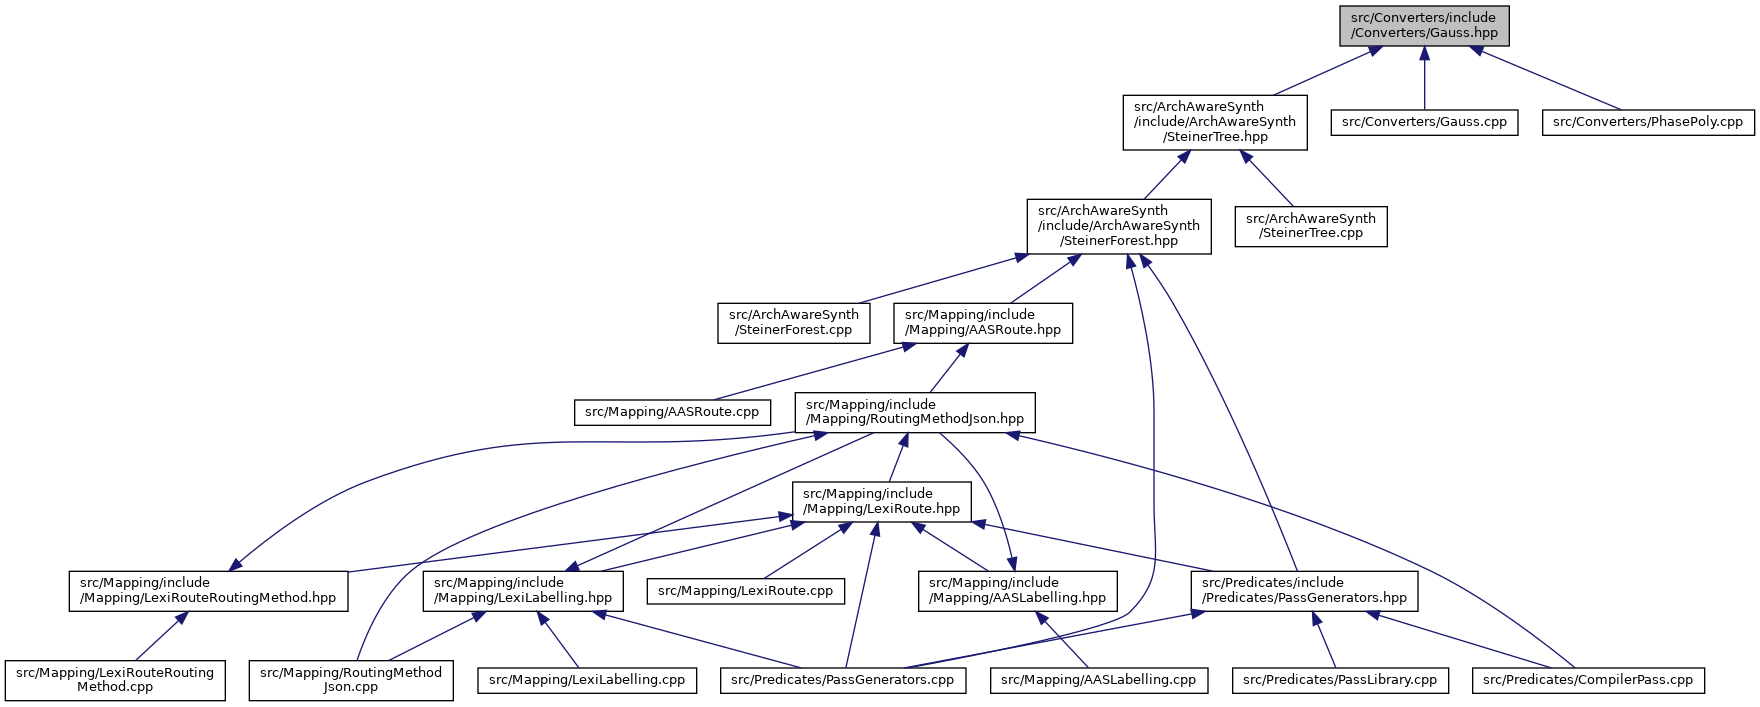 src/Converters/include
/Converters/Gauss.hpp
src/ArchAwareSynth
/include/ArchAwareSynth
/SteinerTree.hpp
src/Converters/Gauss.cpp
src/Converters/PhasePoly.cpp
src/ArchAwareSynth
/include/ArchAwareSynth
/SteinerForest.hpp
src/ArchAwareSynth
/SteinerTree.cpp
src/ArchAwareSynth
/SteinerForest.cpp
src/Mapping/include
/Mapping/AASRoute.hpp
src/Mapping/AASRoute.cpp
src/Mapping/include
/Mapping/RoutingMethodJson.hpp
src/Mapping/include
/Mapping/LexiRoute.hpp
src/Mapping/include
/Mapping/LexiRouteRoutingMethod.hpp
src/Mapping/include
/Mapping/LexiLabelling.hpp
src/Mapping/LexiRoute.cpp
src/Mapping/include
/Mapping/AASLabelling.hpp
src/Predicates/include
/Predicates/PassGenerators.hpp
src/Mapping/LexiRouteRouting
Method.cpp
src/Mapping/RoutingMethod
Json.cpp
src/Mapping/LexiLabelling.cpp
src/Predicates/PassGenerators.cpp
src/Mapping/AASLabelling.cpp
src/Predicates/PassLibrary.cpp
src/Predicates/CompilerPass.cpp